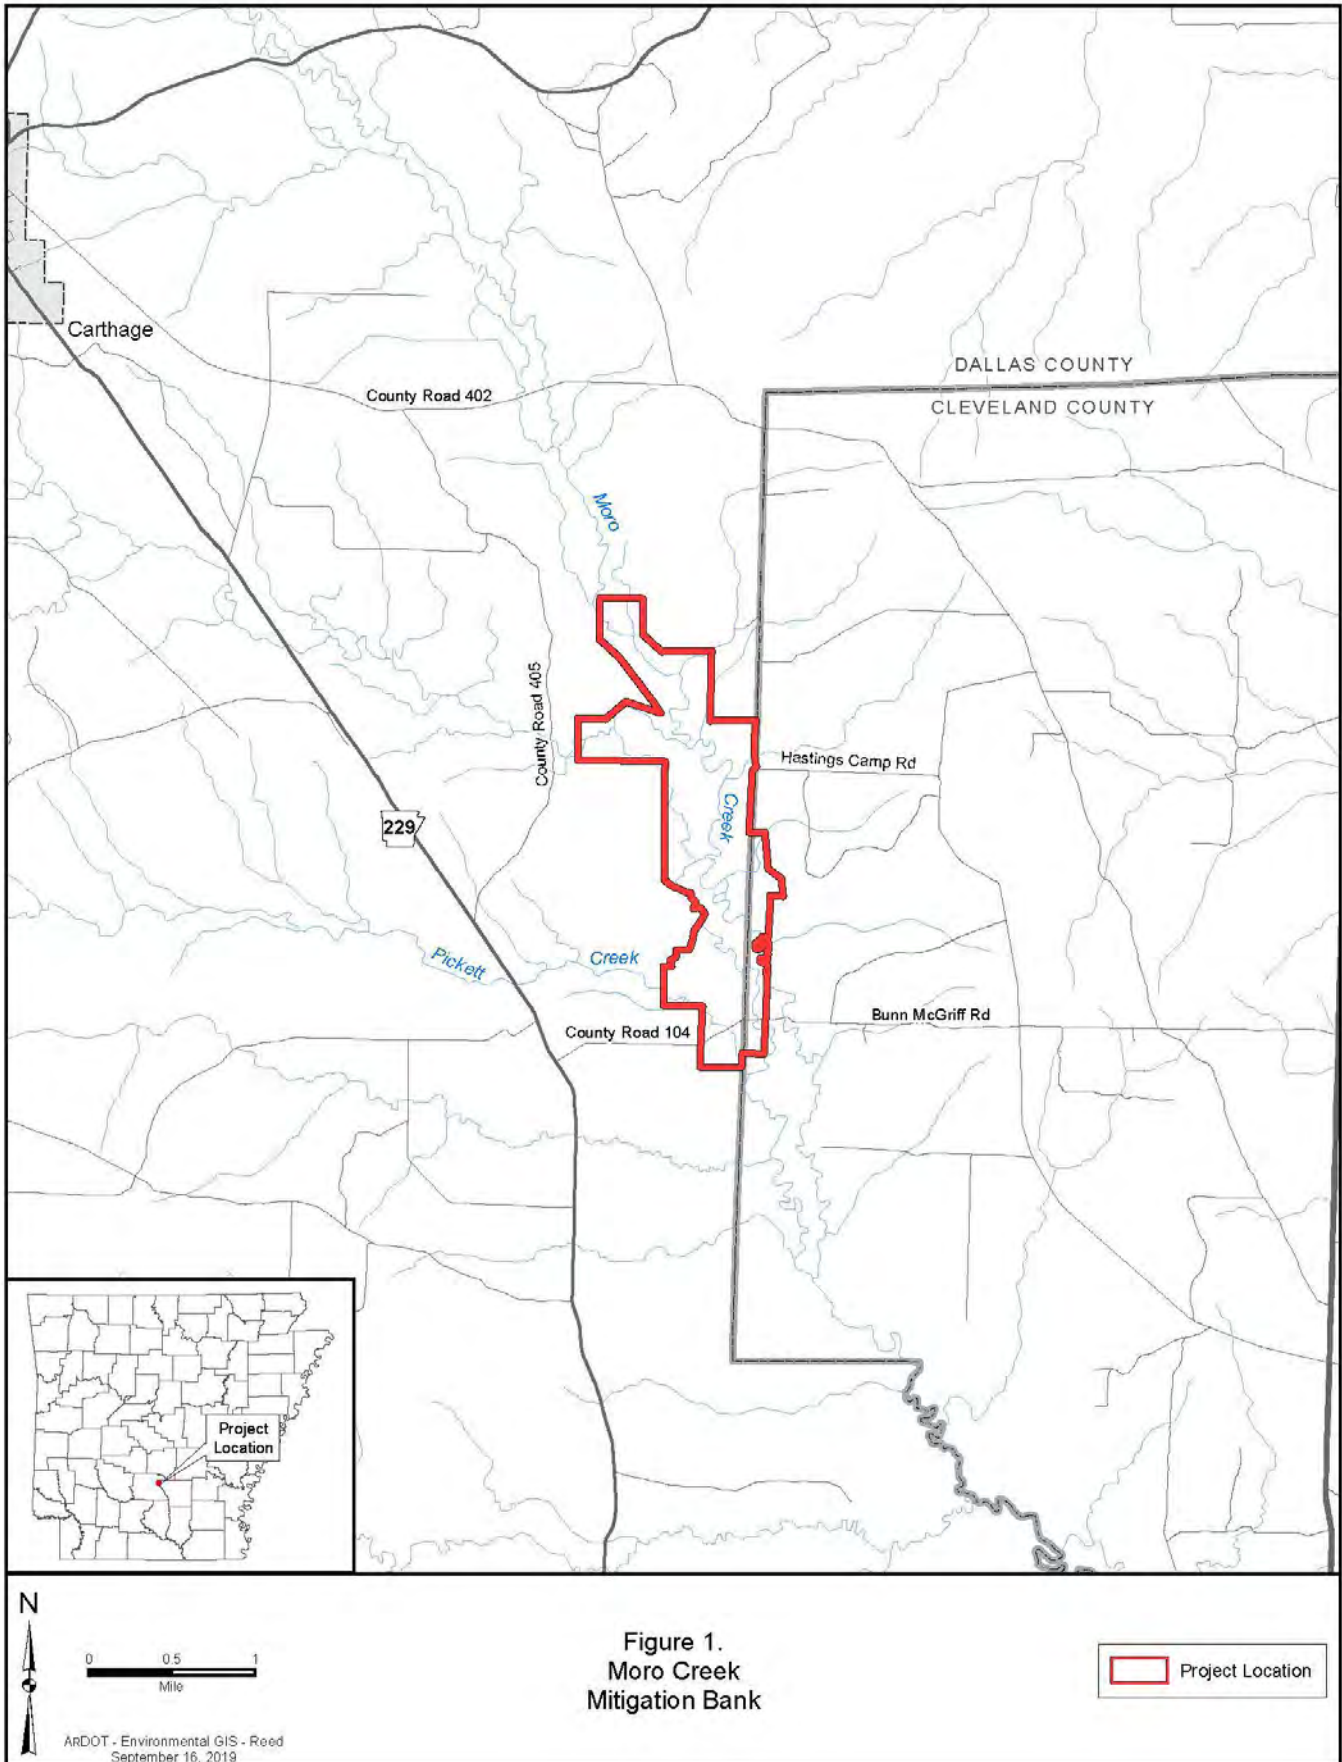 Carthage
County Road 402
DALLAS COUNTY
CLEVELAND COUNTY
Moro
County Road 405
Hastings Camp Rd
Creek
229
Pickett
Creek
Bunn McGriff Rd
County Road 104
Project
Location
N
0 0.5 1
Mile
ARDOT - Environmental GIS - Reed
September 16, 2019
Figure 1.
Moro Creek
Mitigation Bank
Project Location